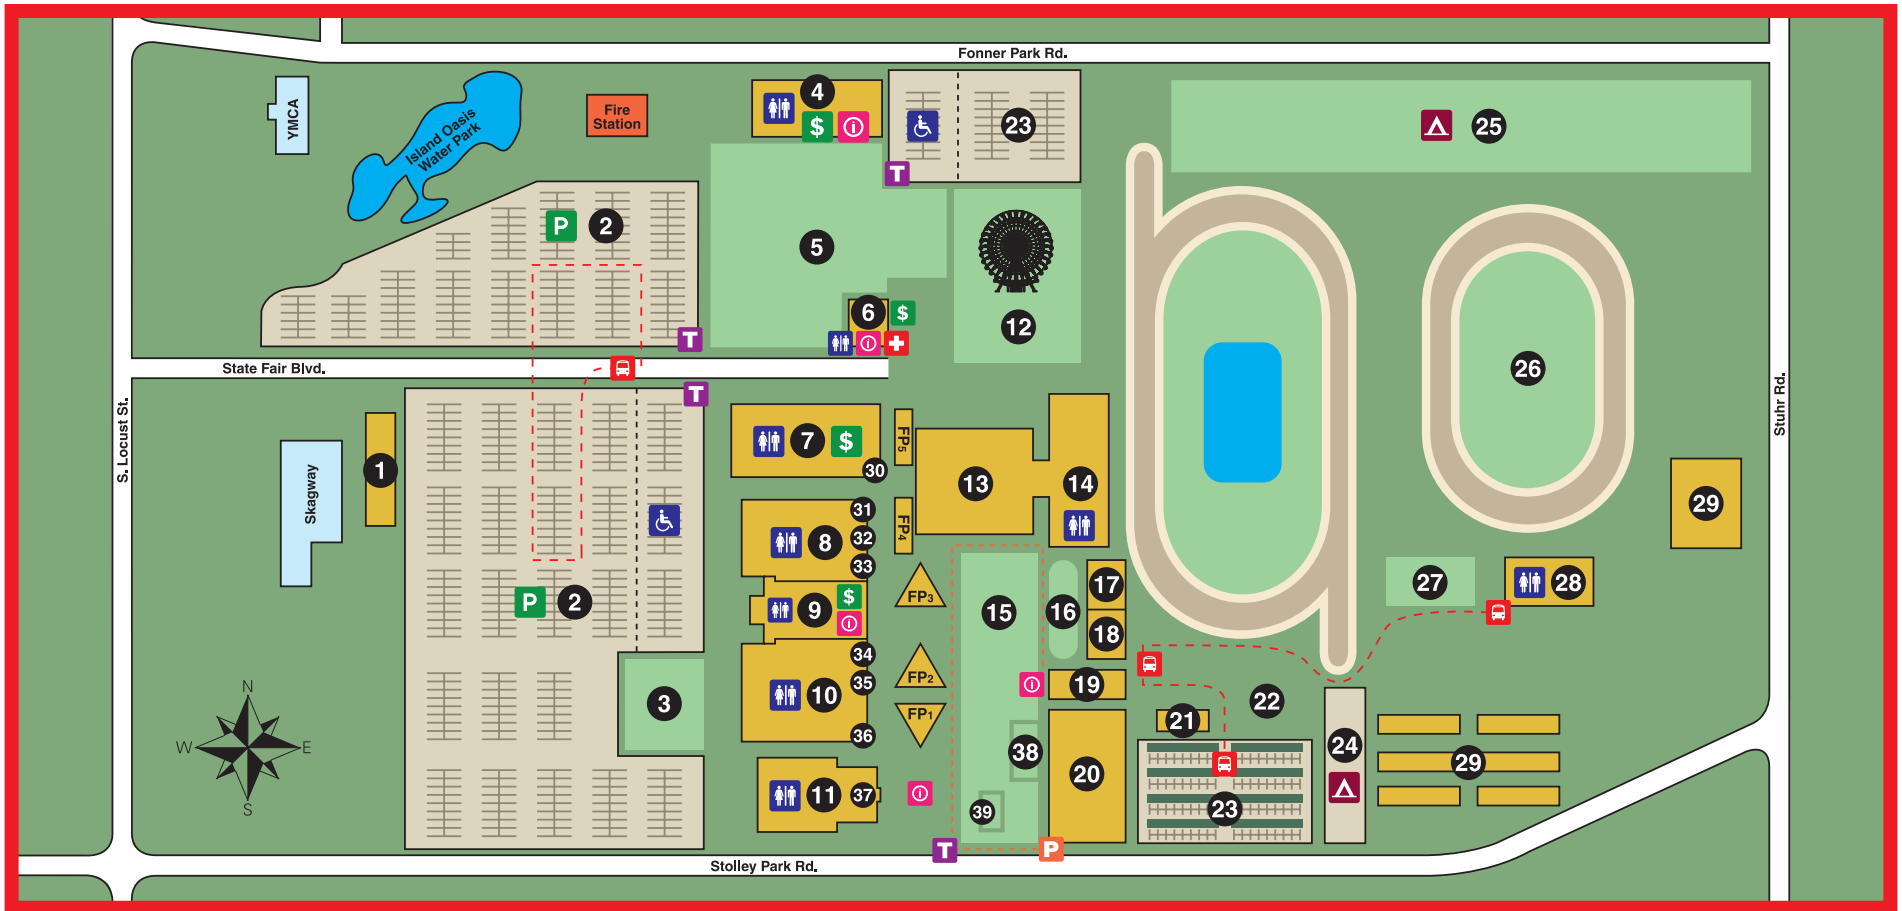 Fonner Park Rd.
YMCA
Island Oasis
Water Park
Fire
Station
4
$
i
23
25
T
P
2
5
12
6
$
i
T
State Fair Blvd.
26
S. Locust St.
Stuhr Rd.
T
1
Skagway
7
$
30
FP5
13
14
29
31
8
32
33
FP4
P
2
9
$
i
FP3
15
16
17
18
27
28
3
34
10
35
36
FP2
FP1
i
19
22
21
38
20
24
29
11
37
i
39
23
N
W
E
S
T
P
Stolley Park Rd.